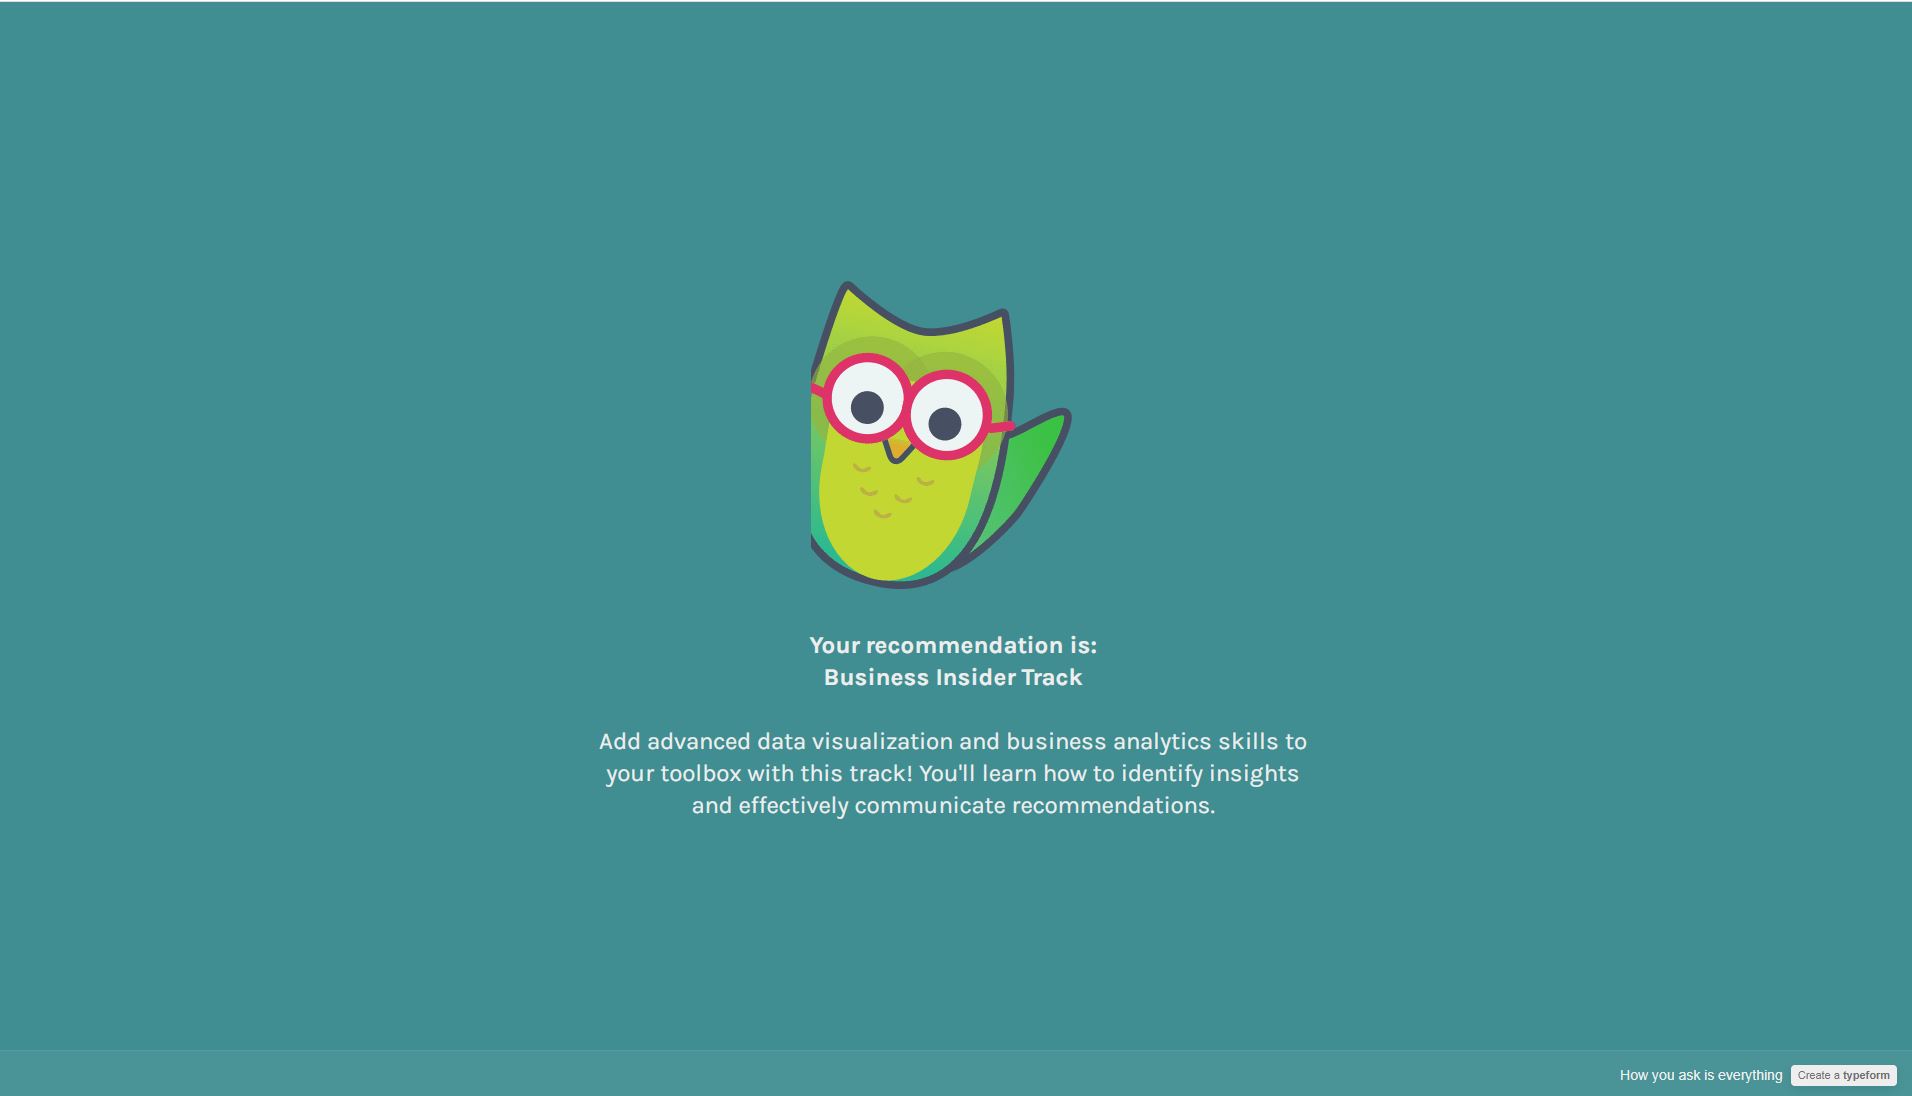 Your recommendation is:
Business Insider Track
Add advanced data visualization and business analytics skills to
your toolbox with this track! You'll learn how to identify insights
and effectively communicate recommendations.
How you ask is everything
Create a typeform